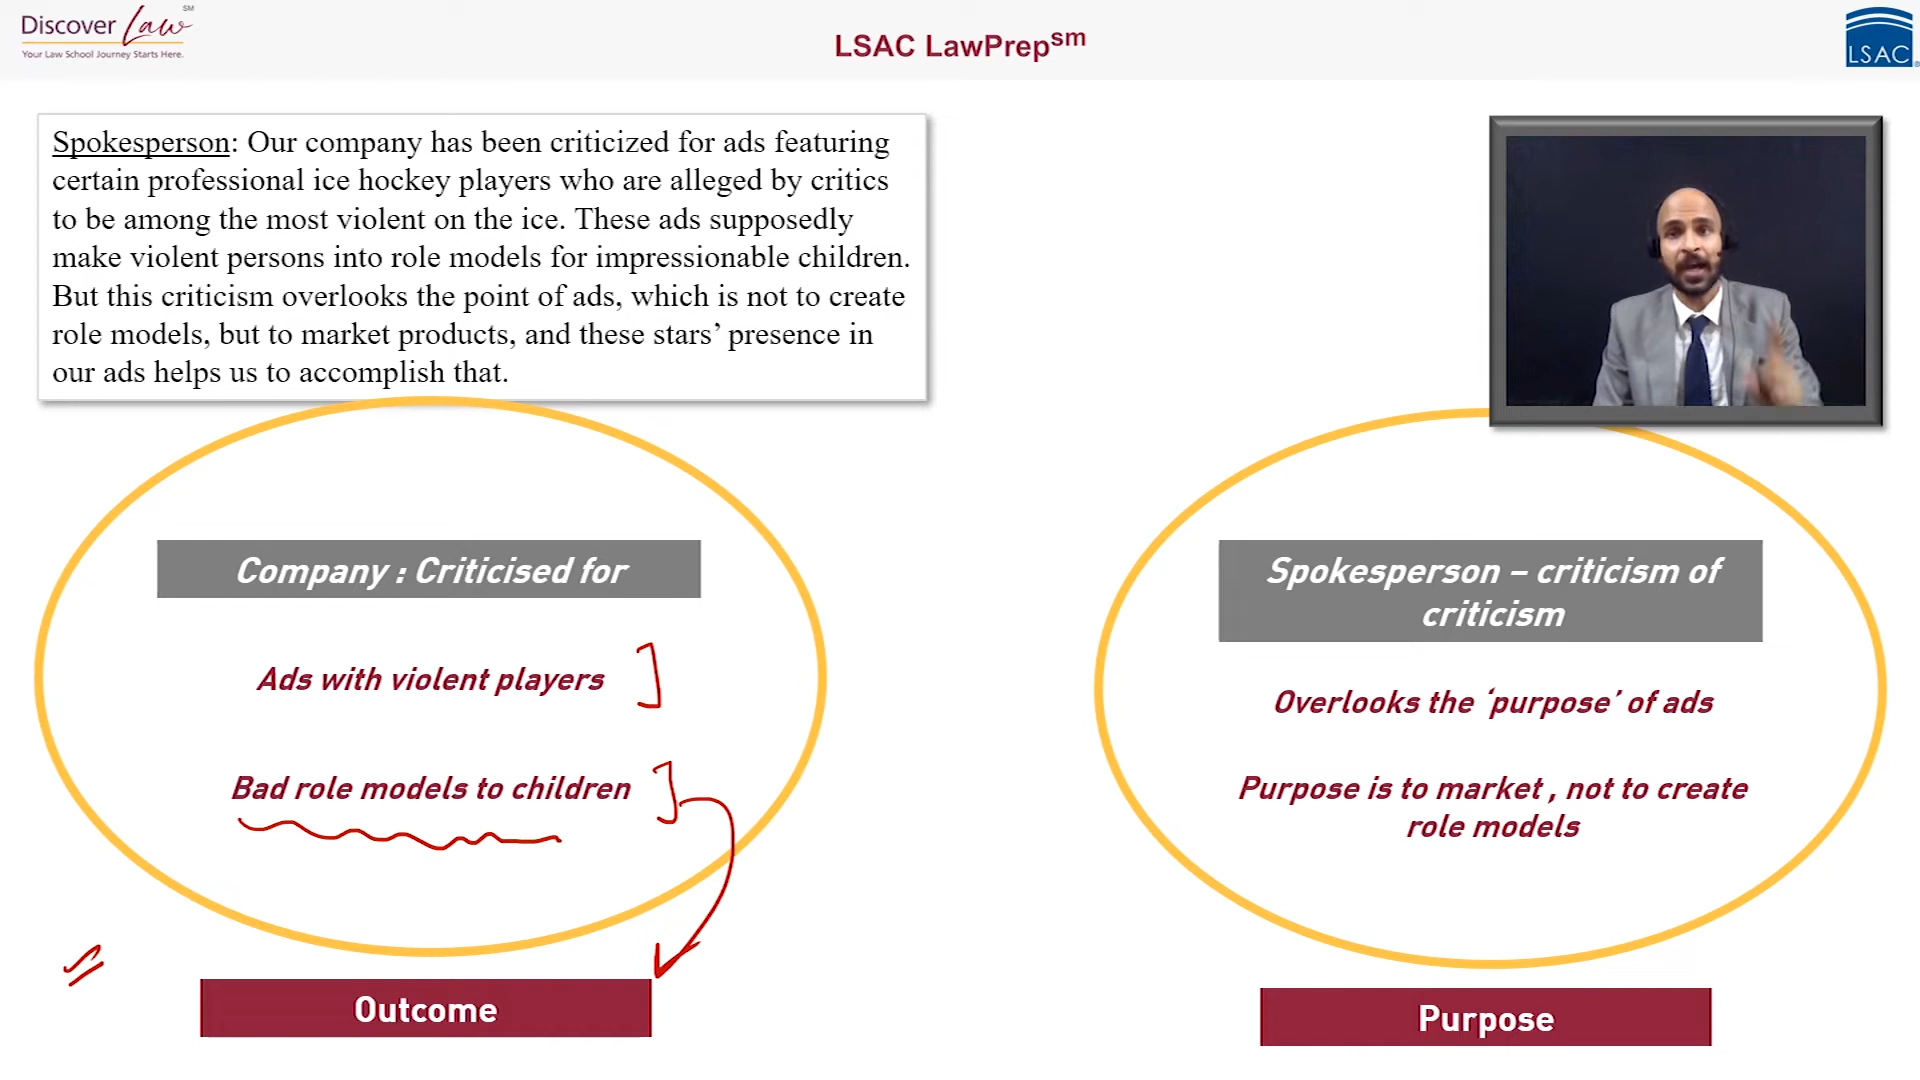 Discover Law SM
Your Law School Journey Starts Here.
LSAC LawPrepsm
LSAC®
Spokesperson: Our company has been criticized for ads featuring
certain professional ice hockey players who are alleged by critics
to be among the most violent on the ice. These ads supposedly
make violent persons into role models for impressionable children.
But this criticism overlooks the point of ads, which is not to create
role models, but to market products, and these stars’ presence in
our ads helps us to accomplish that.
Company : Criticised for
Ads with violent players
Bad role models to children
Outcome
Spokesperson – criticism of
criticism
Overlooks the ‘purpose’ of ads
Purpose is to market , not to create
role models
Purpose